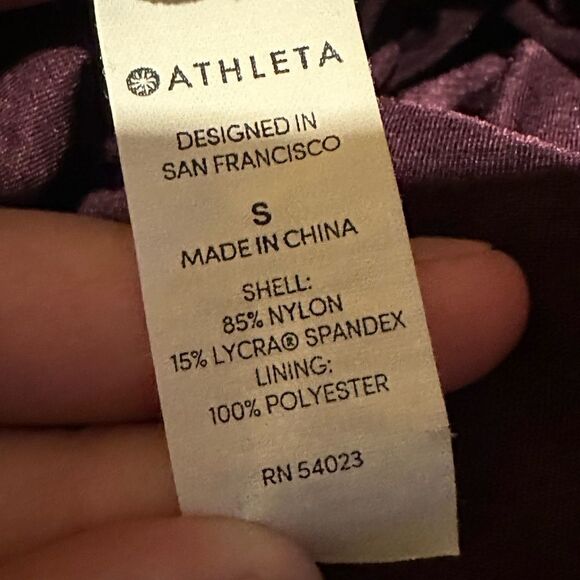 ATHLETA
DESIGNED IN
SAN FRANCISCO
S
MADE IN CHINA
SHELL:
85% NYLON
15% LYCRA® SPANDEX
LINING:
100% POLYESTER
RN 54023